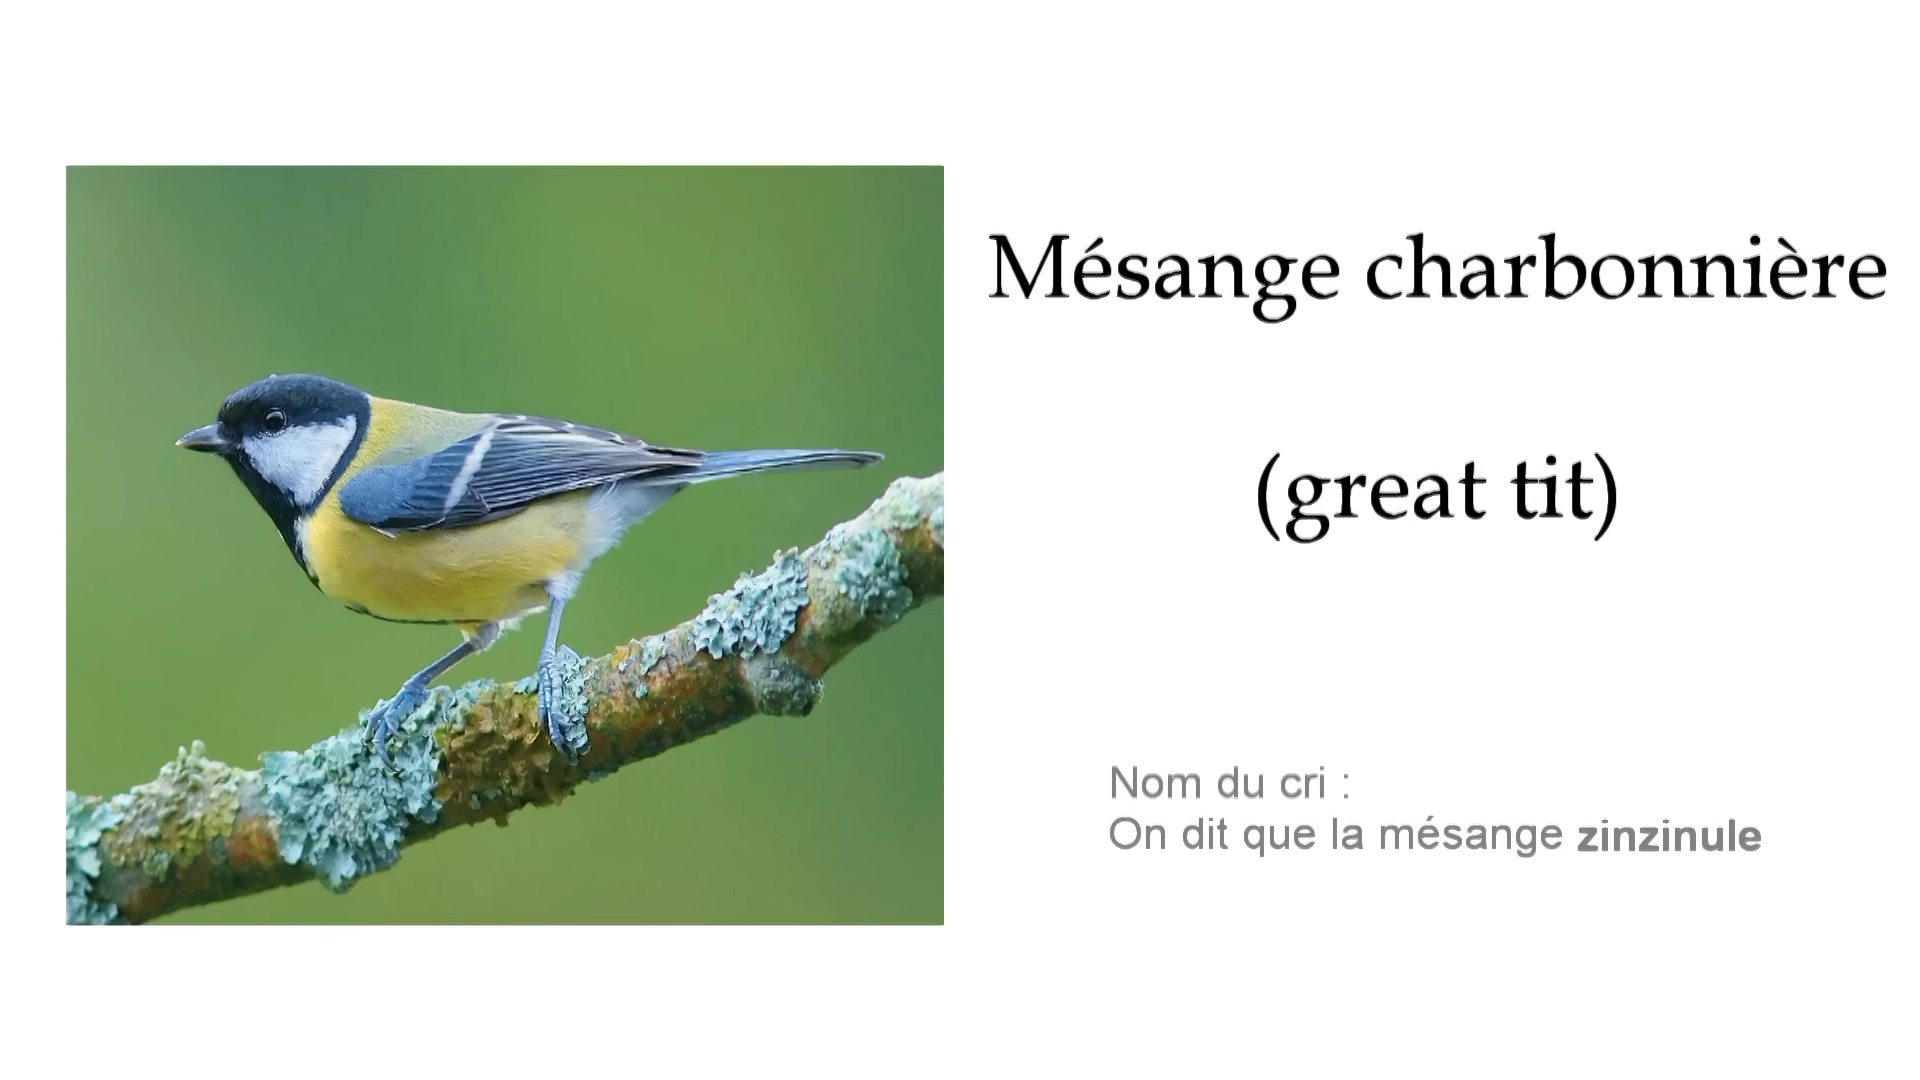 Mésange charbonnière
(great tit)
Nom du cri :
On dit que la mésange zinzinule